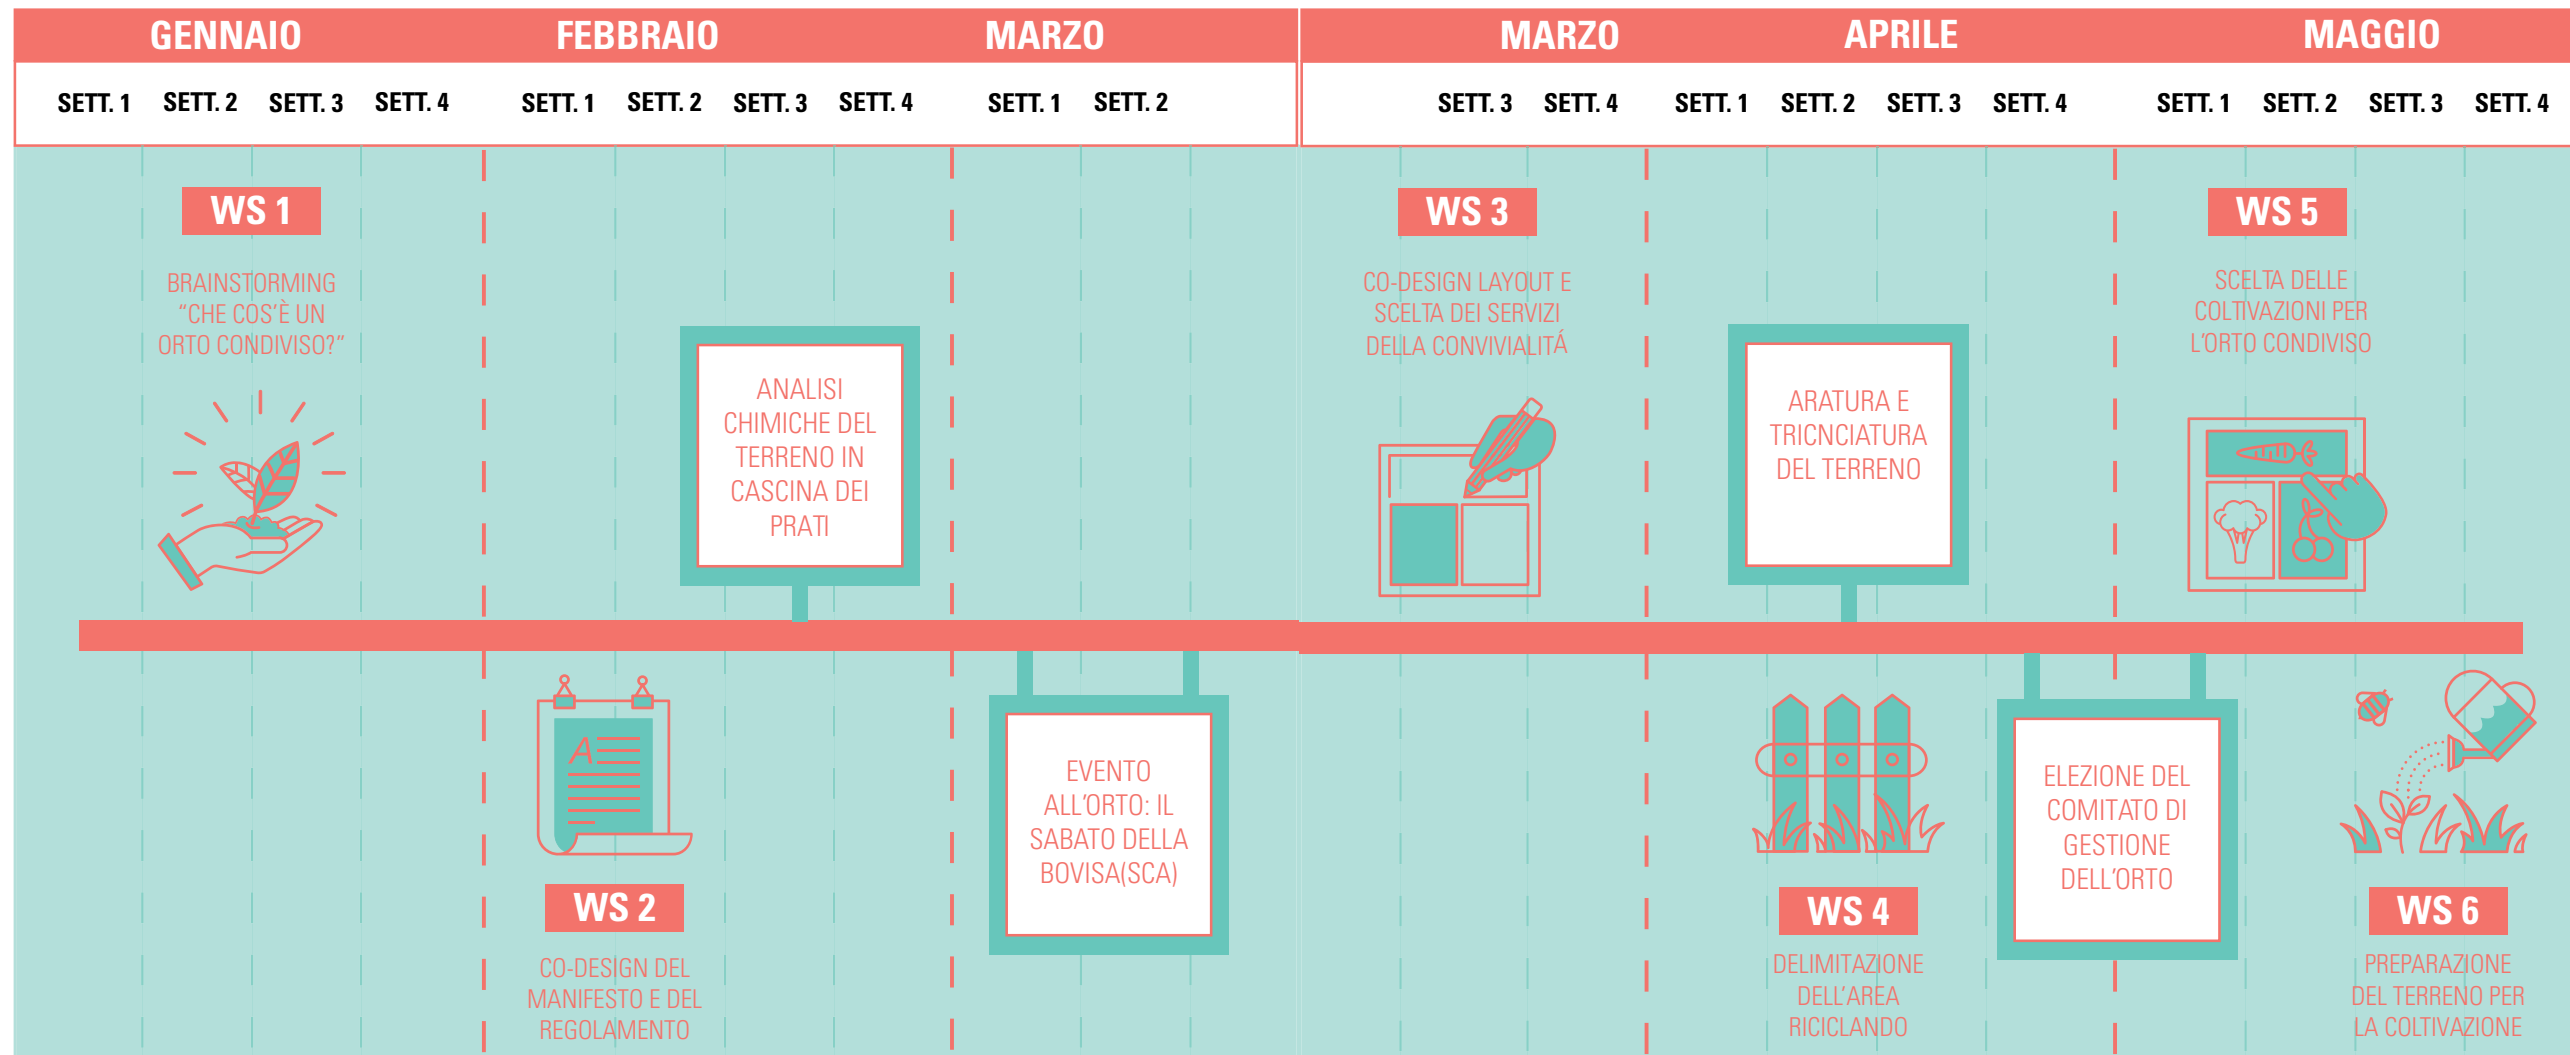 GENNAIO FEBBRAIO MARZO MARZO APRILE MAGGIO
SETT. 1 SETT. 2 SETT. 3 SETT. 4 SETT. 1 SETT. 2 SETT. 3 SETT. 4 SETT. 1 SETT. 2 SETT. 3 SETT. 4 SETT. 1 SETT. 2 SETT. 3 SETT. 4 SETT. 1 SETT. 2 SETT. 3 SETT. 4
WS 1
BRAINSTORMING
“CHE COS'È UN
ORTO CONDIVISO?”
ANALISI
CHIMICHE DEL
TERRENO IN
CASCINA DEI
PRATI
WS 3
CO-DESIGN LAYOUT E
SCELTA DEI SERVIZI
DELLA CONVIVIALITÁ
ARATURA E
TRICNCIATURA
DEL TERRENO
WS 5
SCELTA DELLE
COLTIVAZIONI PER
L'ORTO CONDIVISO
A
WS 2
CO-DESIGN DEL
MANIFESTO E DEL
REGOLAMENTO
EVENTO
ALL'ORTO: IL
SABATO DELLA
BOVISA(SCA)
WS 4
DELIMITAZIONE
DELL'AREA
RICICLANDO
ELEZIONE DEL
COMITATO DI
GESTIONE
DELL'ORTO
WS 6
PREPARAZIONE
DEL TERRENO PER
LA COLTIVAZIONE